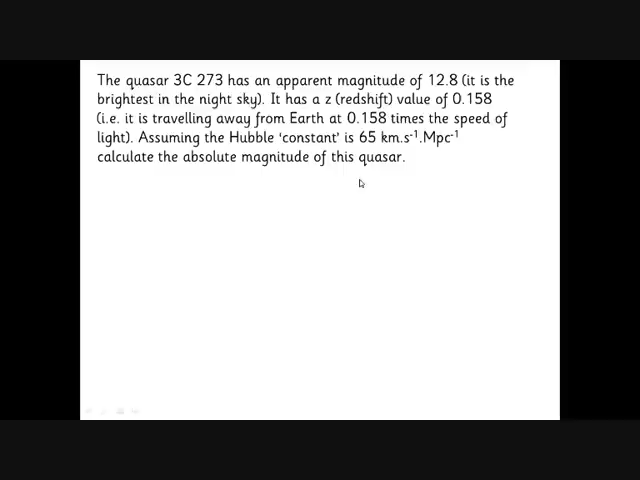 The quasar 3C 273 has an apparent magnitude of 12.8 (it is the
brightest in the night sky). It has a z (redshift) value of 0.158
(i.e. it is travelling away from Earth at 0.158 times the speed of
light). Assuming the Hubble ‘constant’ is 65 km.s⁻¹.Mpc⁻¹
calculate the absolute magnitude of this quasar.